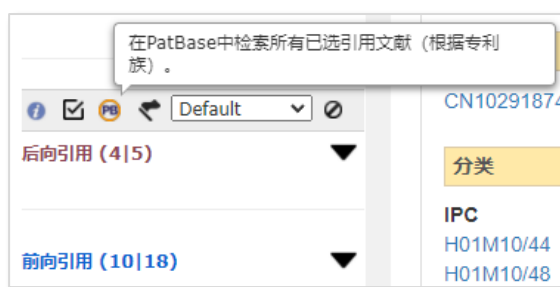 在PatBase中检索所有已选引用文献（根据专利
族）。
i PB Default
后向引用 (4|5)
前向引用 (10|18)
CN10291874
分类
IPC
H01M10/44
H01M10/48